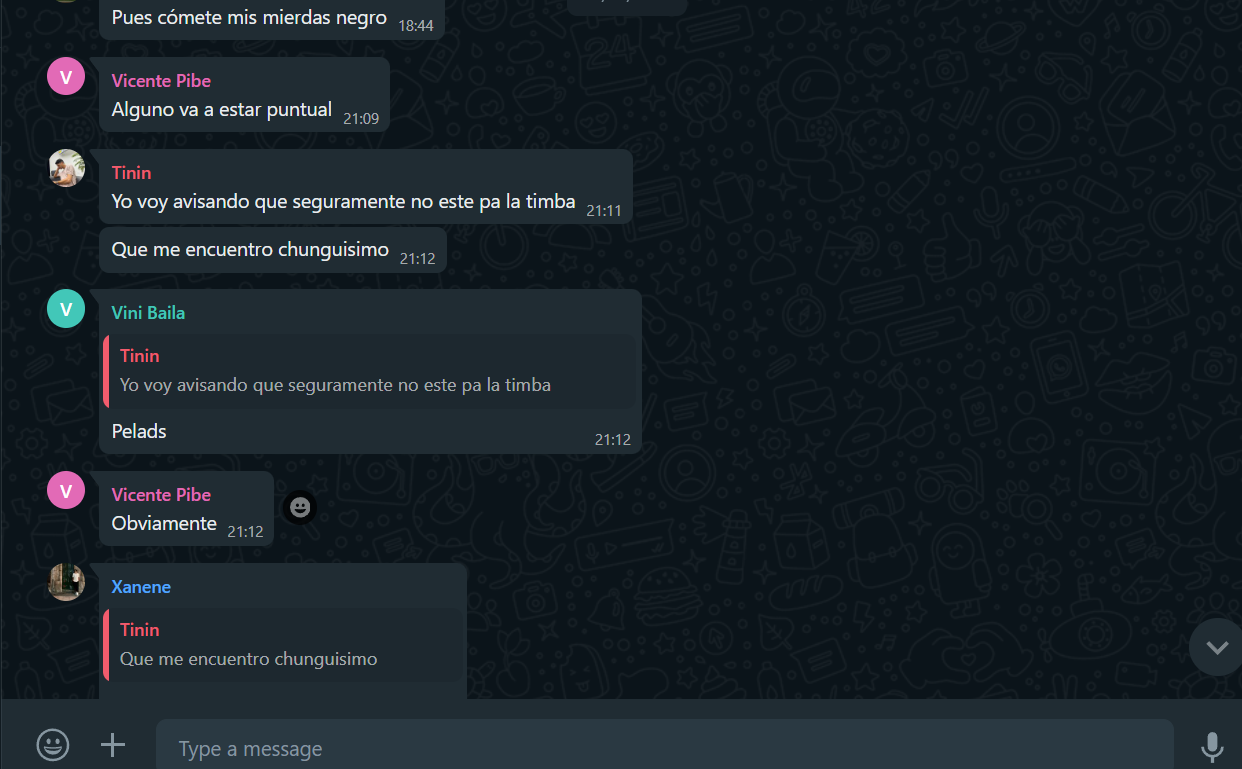 Pues cómete mis mierdas negro 18:44
V
Vicente Pibe
Alguno va a estar puntual 21:09
Tinin
Yo voy avisando que seguramente no este pa la timba 21:11
Que me encuentro chunguisimo 21:12
V
Vini Baila
Tinin
Yo voy avisando que seguramente no este pa la timba
Pelads 21:12
V
Vicente Pibe
Obviamente 21:12
Xanene
Tinin
Que me encuentro chunguisimo
Type a message